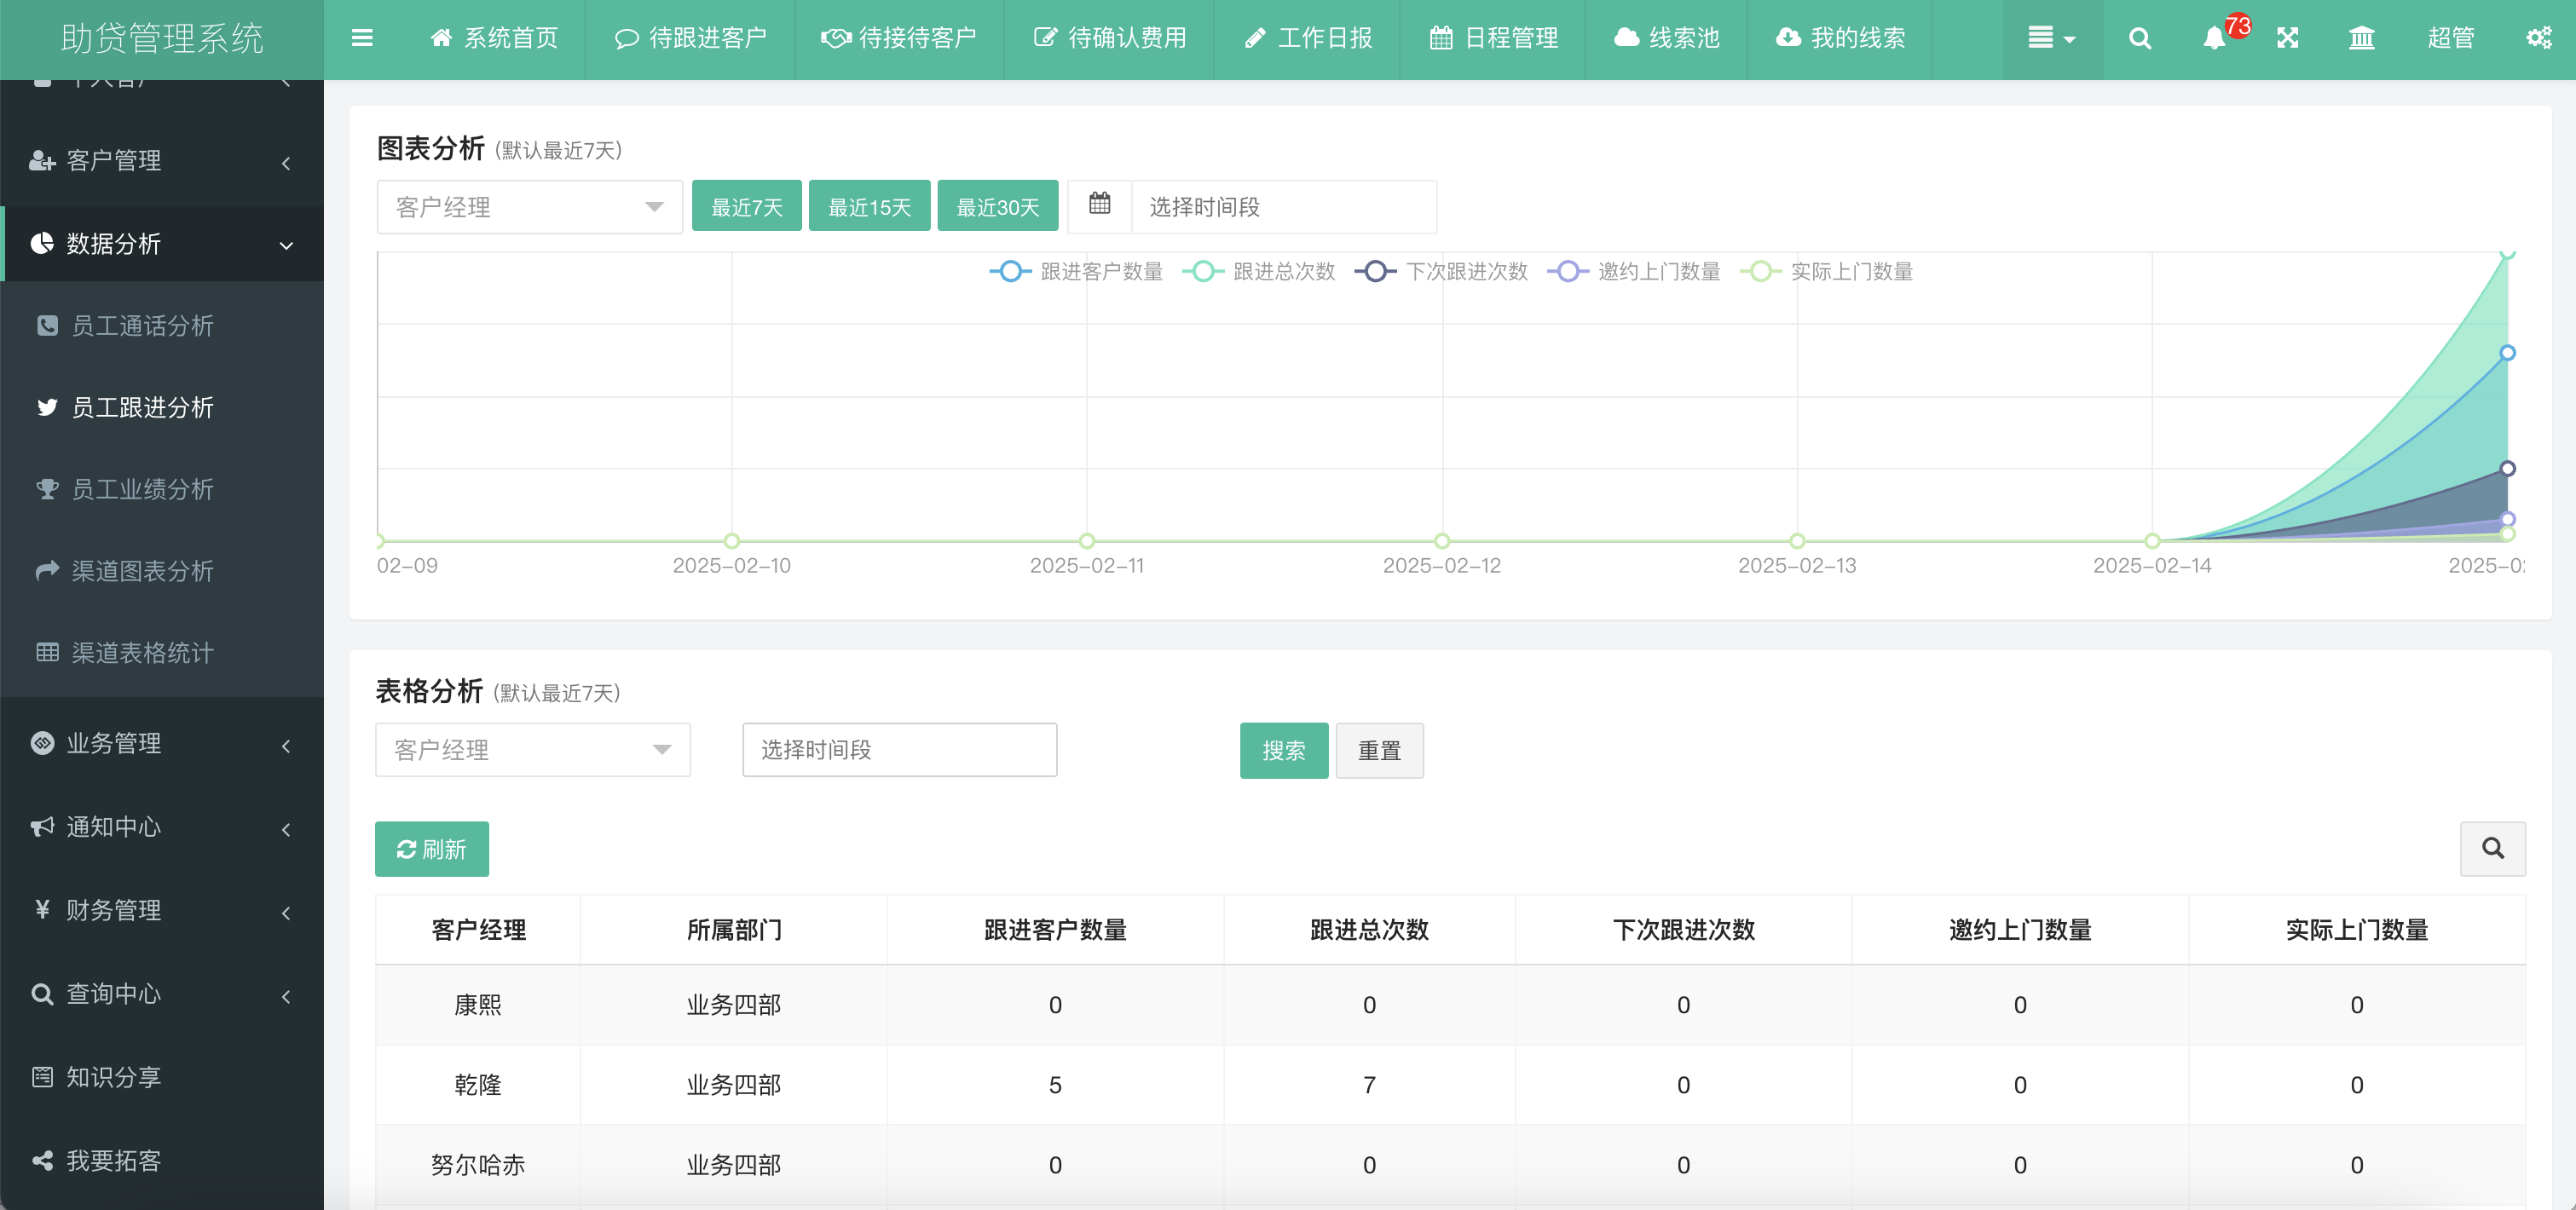 助贷管理系统
系统首页
待跟进客户
待接待客户
待确认费用
工作日报
日程管理
线索池
我的线索
73
超管
个人客户
客户管理
数据分析
员工通话分析
员工跟进分析
员工业绩分析
渠道图表分析
渠道表格统计
业务管理
通知中心
财务管理
查询中心
知识分享
我要拓客
图表分析 (默认最近7天)
客户经理
最近7天
最近15天
最近30天
选择时间段
跟进客户数量
跟进总次数
下次跟进次数
邀约上门数量
实际上门数量
02-09
2025-02-10
2025-02-11
2025-02-12
2025-02-13
2025-02-14
2025-0
表格分析 (默认最近7天)
客户经理
选择时间段
搜索
重置
刷新
客户经理 所属部门 跟进客户数量 跟进总次数 下次跟进次数 邀约上门数量 实际上门数量
康熙 业务四部 0 0 0 0 0
乾隆 业务四部 5 7 0 0 0
努尔哈赤 业务四部 0 0 0 0 0